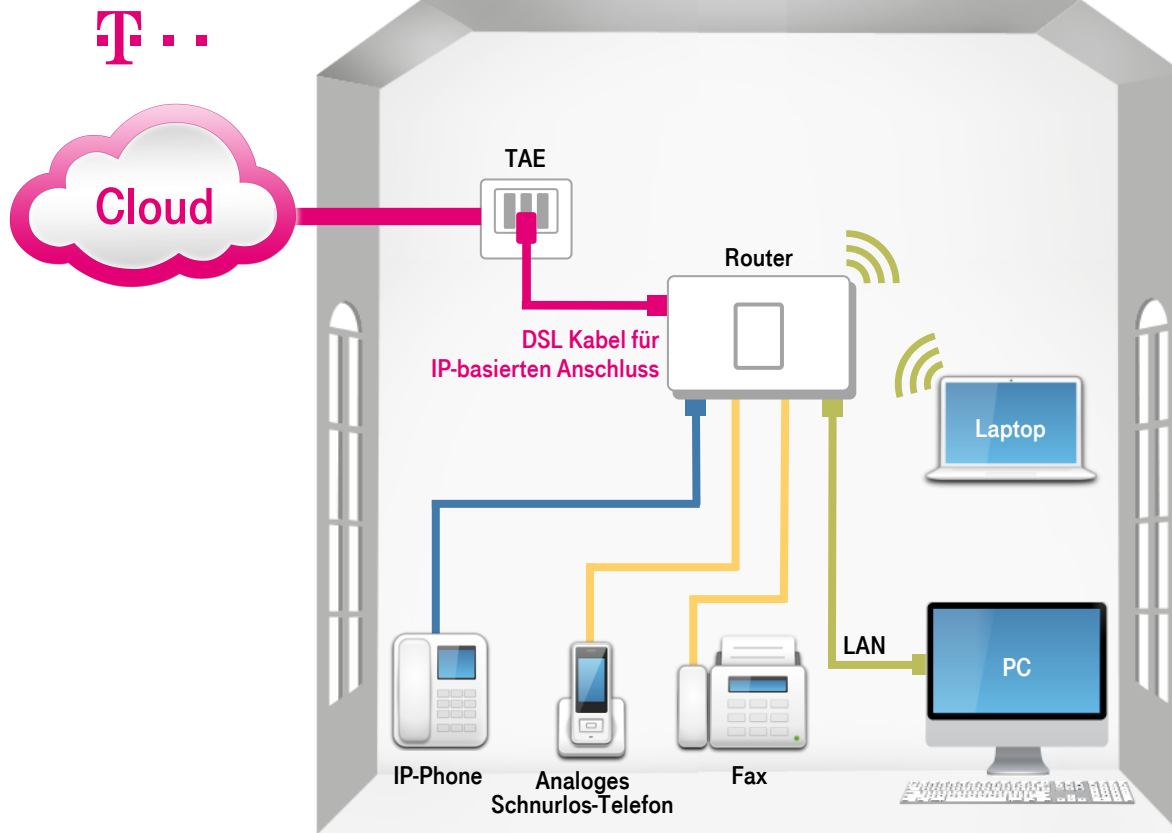 T
Cloud
TAE
Router
DSL Kabel für
IP-basierten Anschluss
Laptop
LAN
PC
IP-Phone
Analoges
Schnurlos-Telefon
Fax